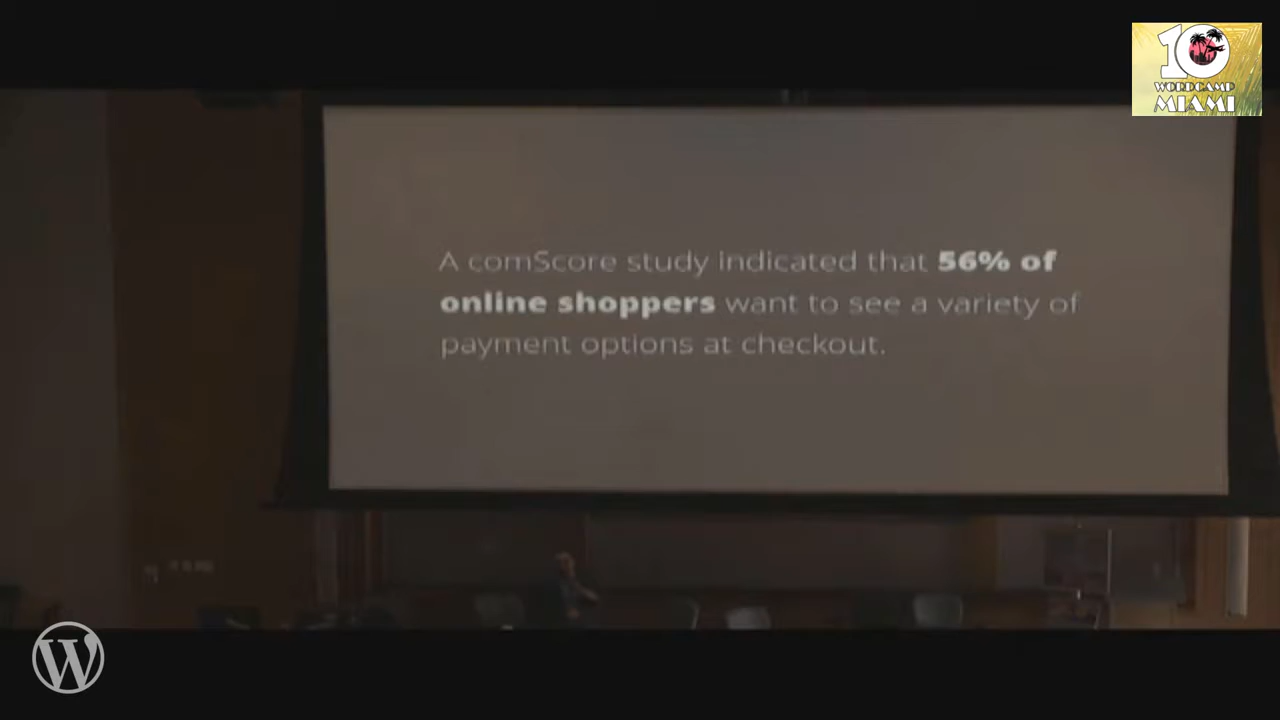 10
WORDCAMP
MIAMI
A comScore study indicated that 56% of
online shoppers want to see a variety of
payment options at checkout.
W